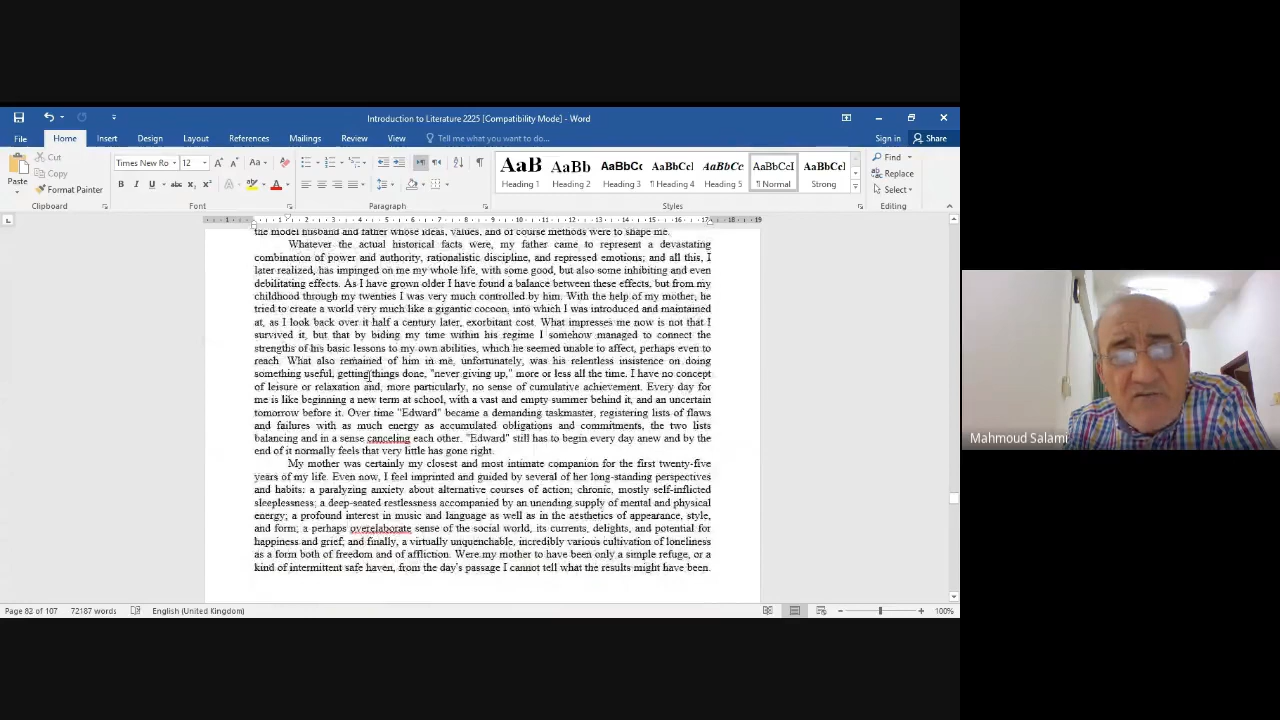 Introduction to Literature 2225 [Compatibility Mode] - Word
File Home Insert Design Layout References Mailings Review View Tell me what you want to do... Sign in Share
Paste Cut Copy Format Painter Clipboard
Times New Ro 12 Font
Paragraph
AaB Heading 1 AaBb Heading 2 AaBbCc Heading 3 AaBbCcl ¶ Heading 4 AaBbCc Heading 5 AaBbCcI ¶ Normal AaBbCcl Strong Styles
Find Replace Select Editing
the model husband and father whose ideas, values, and of course methods were to shape me.
Whatever the actual historical facts were, my father came to represent a devastating
combination of power and authority, rationalistic discipline, and repressed emotions; and all this, I
later realized, has impinged on me my whole life, with some good, but also some inhibiting and even
debilitating effects. As I have grown older I have found a balance between these effects, but from my
childhood through my twenties I was very much controlled by him. With the help of my mother, he
tried to create a world very much like a gigantic cocoon, into which I was introduced and maintained
at, as I look back over it half a century later, exorbitant cost. What impresses me now is not that I
survived it, but that by biding my time within his regime I somehow managed to connect the
strengths of his basic lessons to my own abilities, which he seemed unable to affect, perhaps even to
reach. What also remained of him in me, unfortunately, was his relentless insistence on doing
something useful, getting things done, "never giving up," more or less all the time. I have no concept
of leisure or relaxation and, more particularly, no sense of cumulative achievement. Every day for
me is like beginning a new term at school, with a vast and empty summer behind it, and an uncertain
tomorrow before it. Over time "Edward" became a demanding taskmaster, registering lists of flaws
and failures with as much energy as accumulated obligations and commitments, the two lists
balancing and in a sense canceling each other. "Edward" still has to begin every day anew and by the
end of it normally feels that very little has gone right.
My mother was certainly my closest and most intimate companion for the first twenty-five
years of my life. Even now, I feel imprinted and guided by several of her long-standing perspectives
and habits: a paralyzing anxiety about alternative courses of action; chronic, mostly self-inflicted
sleeplessness; a deep-seated restlessness accompanied by an unending supply of mental and physical
energy; a profound interest in music and language as well as in the aesthetics of appearance, style,
and form; a perhaps overelaborate sense of the social world, its currents, delights, and potential for
happiness and grief; and finally, a virtually unquenchable, incredibly various cultivation of loneliness
as a form both of freedom and of affliction. Were my mother to have been only a simple refuge, or a
kind of intermittent safe haven, from the day's passage I cannot tell what the results might have been.
Page 82 of 107 72187 words English (United Kingdom) 100%
Mahmoud Salami